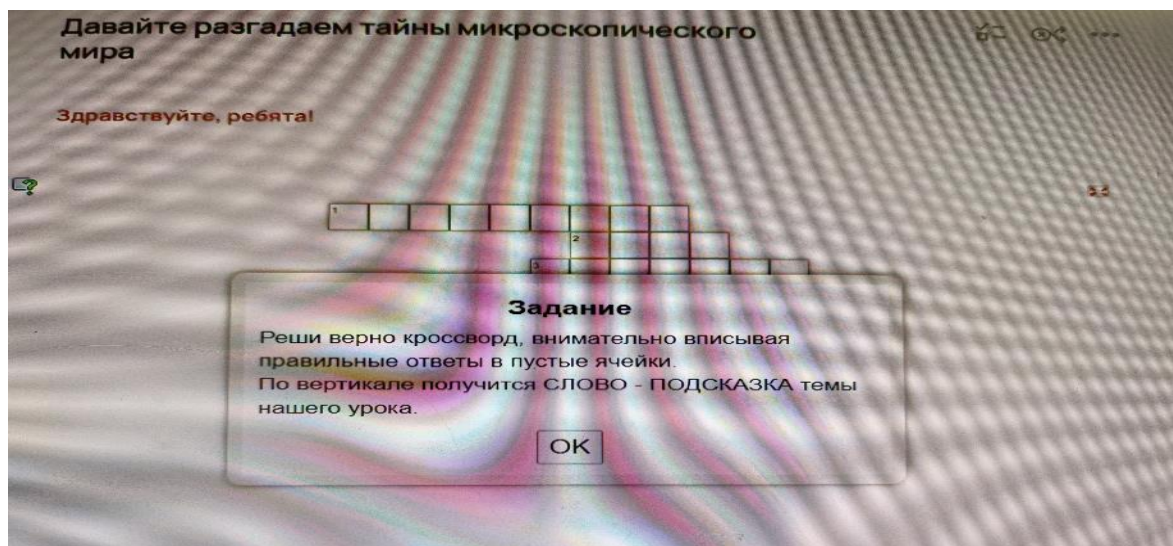 Давайте разгадаем тайны микроскопического
мира
Здравствуйте, ребята!
1
2
3
Задание
Реши верно кроссворд, внимательно вписывая
правильные ответы в пустые ячейки.
По вертикале получится СЛОВО - ПОДСКАЗКА темы
нашего урока.
OK